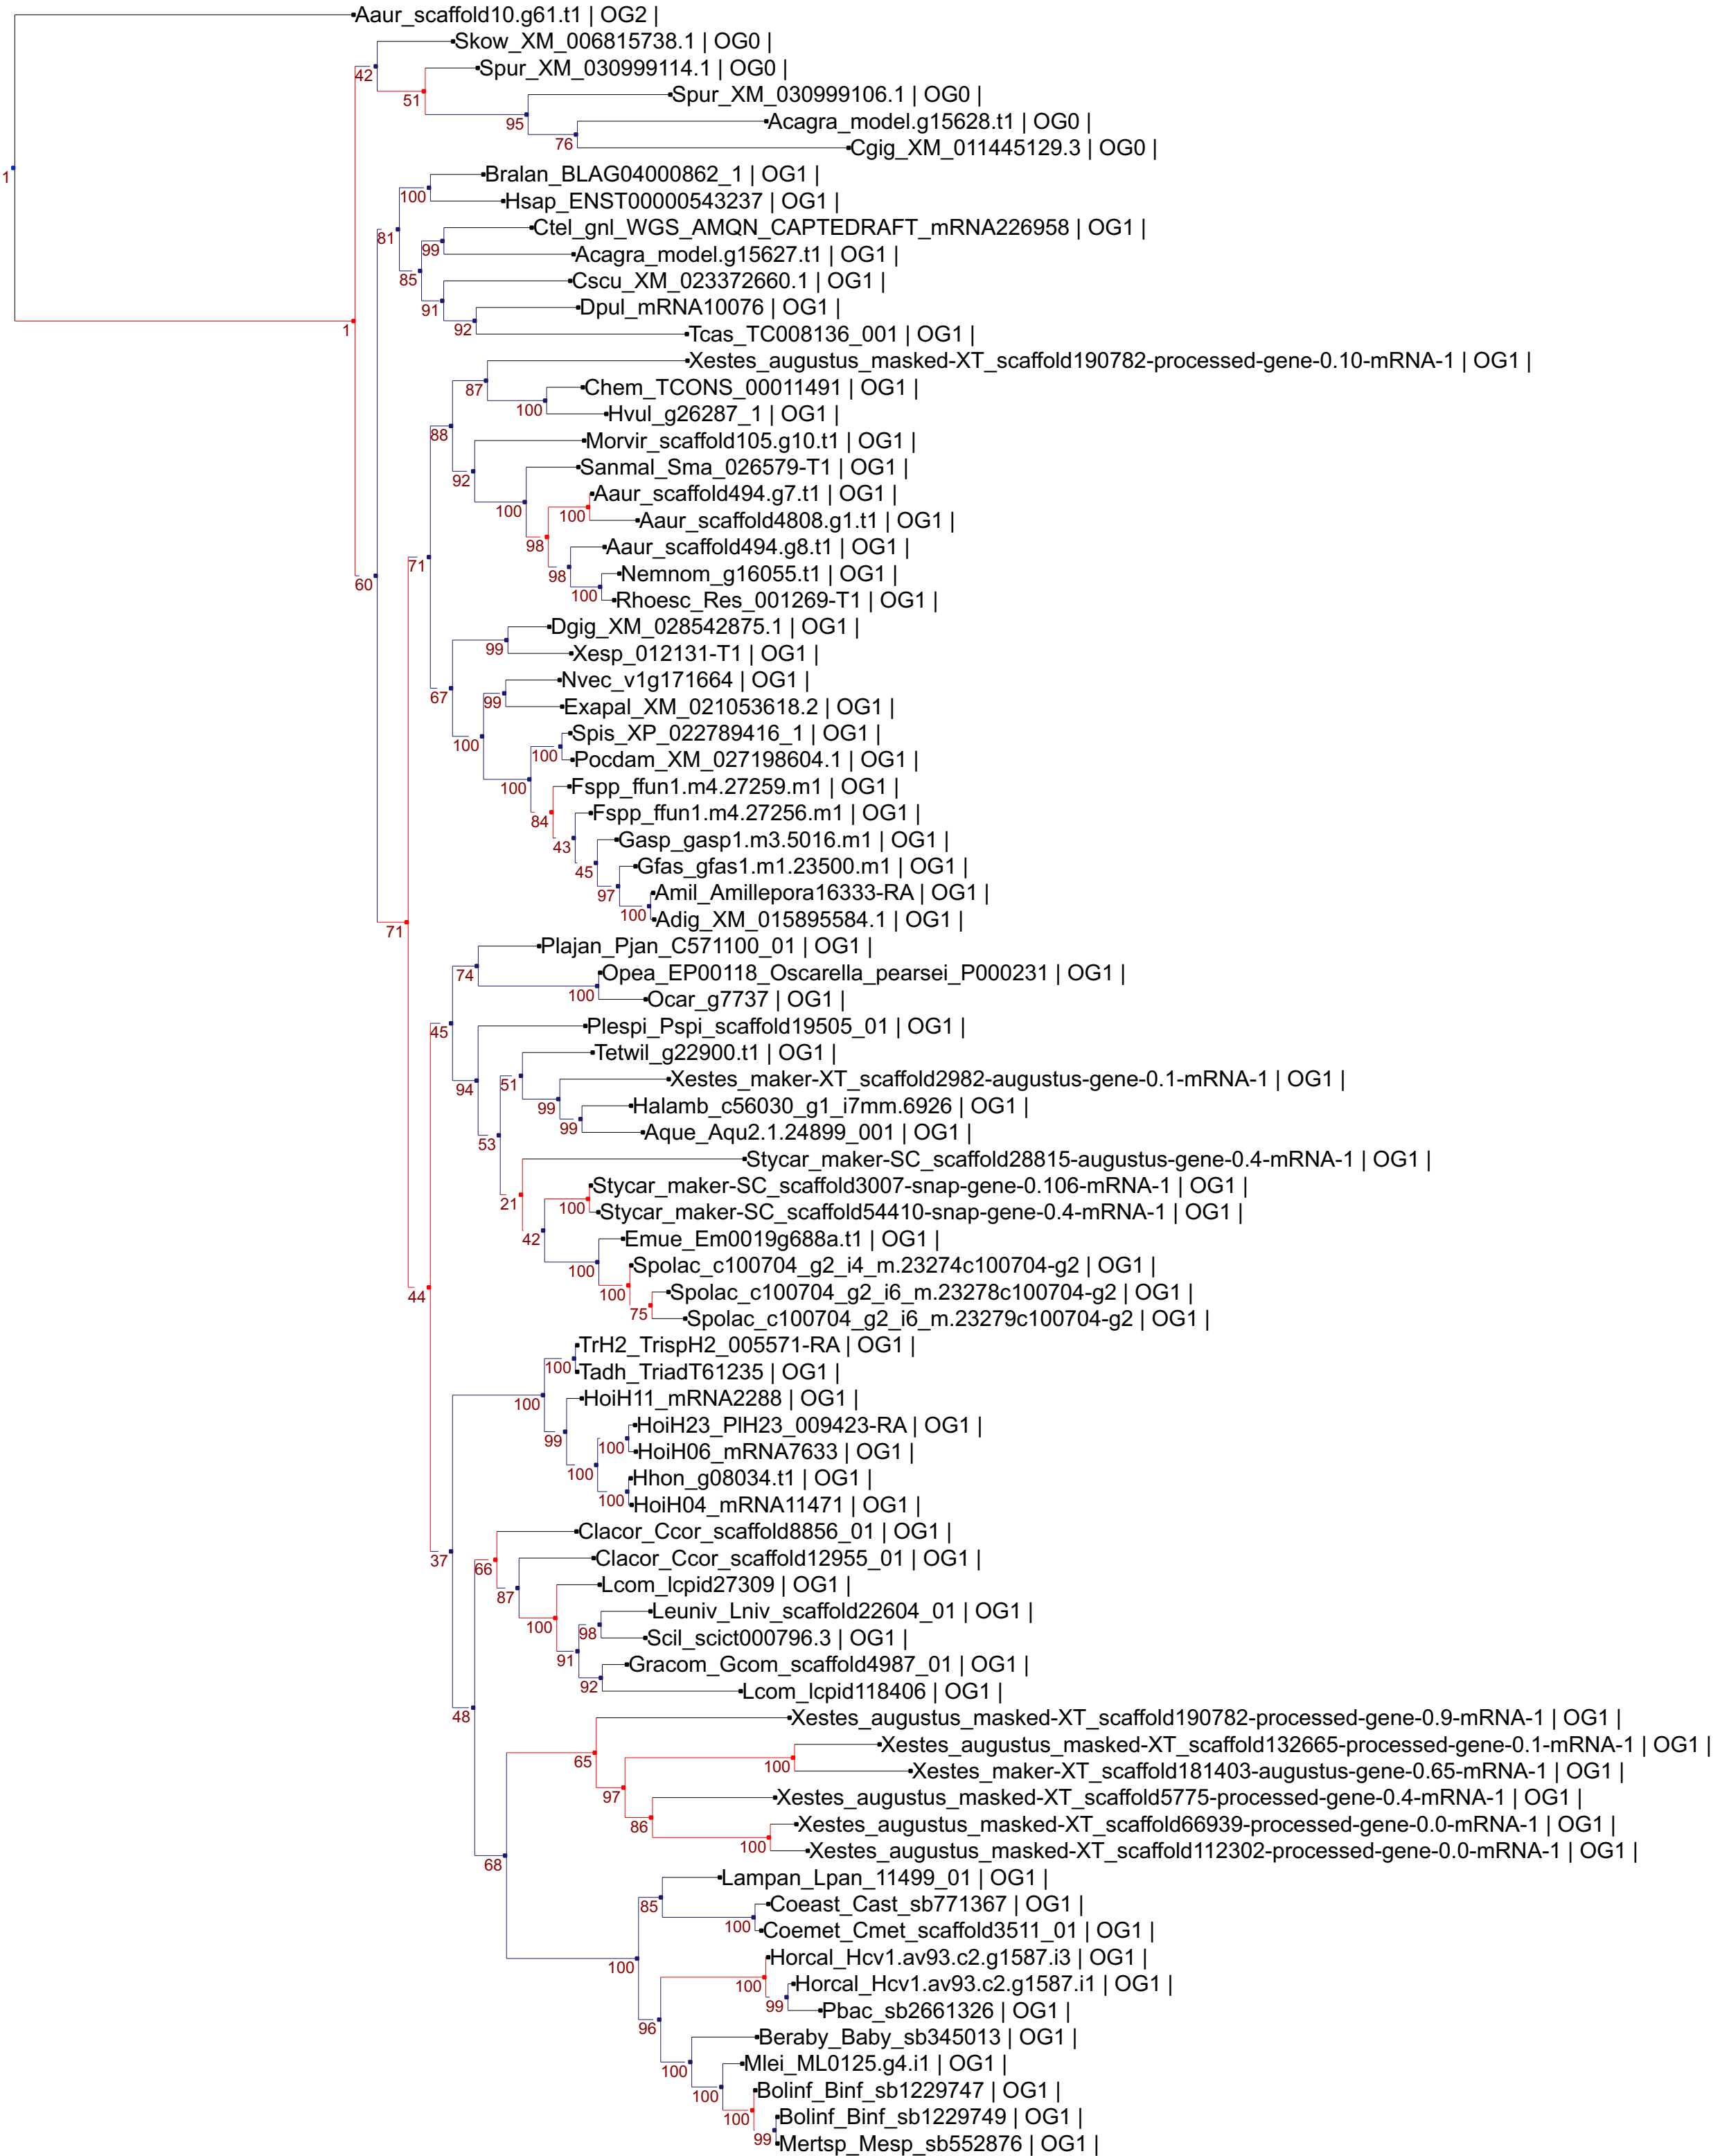 Aaur_scaffold10.g61.t1 | OG2 |
Skow_XM_006815738.1 | OG0 |
42
Spur_XM_030999114.1 | OG0 |
51
Spur_XM_030999106.1 | OG0 |
95
Acagra_model.g15628.t1 | OG0 |
76
Cgig_XM_011445129.3 | OG0 |
1
Bralan_BLAG04000862_1 | OG1 |
100
Hsap_ENST00000543237 | OG1 |
81
Ctel_gnl_WGS_AMQN_CAPTEDRAFT_mRNA226958 | OG1 |
99
Acagra_model.g15627.t1 | OG1 |
85
Cscu_XM_023372660.1 | OG1 |
91
Dpul_mRNA10076 | OG1 |
92
1
Tcas_TC008136_001 | OG1 |
Xestes_augustus_masked-XT_scaffold190782-processed-gene-0.10-mRNA-1 | OG1 |
87
Chem_TCONS_00011491 | OG1 |
100
Hvul_g26287_1 | OG1 |
88
Morvir_scaffold105.g10.t1 | OG1 |
92
Sanmal_Sma_026579-T1 | OG1 |
100
Aaur_scaffold494.g7.t1 | OG1 |
100
Aaur_scaffold4808.g1.t1 | OG1 |
98
Aaur_scaffold494.g8.t1 | OG1 |
71
98
60
Nemnom_g16055.t1 | OG1 |
100
Rhoesc_Res_001269-T1 | OG1 |
Dgig_XM_028542875.1 | OG1 |
99
Xesp_012131-T1 | OG1 |
67
Nvec_v1g171664 | OG1 |
99
Exapal_XM_021053618.2 | OG1 |
100
Spis_XP_022789416_1 | OG1 |
100
Pocdam_XM_027198604.1 | OG1 |
100
Fspp_ffun1.m4.27259.m1 | OG1 |
84
Fspp_ffun1.m4.27256.m1 | OG1 |
43
Gasp_gasp1.m3.5016.m1 | OG1 |
45
Gfas_gfas1.m1.23500.m1 | OG1 |
97
Amil_Amillepora16333-RA | OG1 |
100
Adig_XM_015895584.1 | OG1 |
71
Plajan_Pjan_C571100_01 | OG1 |
74
Opea_EP00118_Oscarella_pearsei_P000231 | OG1 |
100
Ocar_g7737 | OG1 |
45
Plespi_Pspi_scaffold19505_01 | OG1 |
94
Tetwil_g22900.t1 | OG1 |
51
Xestes_maker-XT_scaffold2982-augustus-gene-0.1-mRNA-1 | OG1 |
99
Halamb_c56030_g1_i7mm.6926 | OG1 |
99
Aque_Aqu2.1.24899_001 | OG1 |
53
Stycar_maker-SC_scaffold28815-augustus-gene-0.4-mRNA-1 | OG1 |
21
Stycar_maker-SC_scaffold3007-snap-gene-0.106-mRNA-1 | OG1 |
100
Stycar_maker-SC_scaffold54410-snap-gene-0.4-mRNA-1 | OG1 |
42
Emue_Em0019g688a.t1 | OG1 |
100
Spolac_c100704_g2_i4_m.23274c100704-g2 | OG1 |
100
Spolac_c100704_g2_i6_m.23278c100704-g2 | OG1 |
44
75
Spolac_c100704_g2_i6_m.23279c100704-g2 | OG1 |
TrH2_TrispH2_005571-RA | OG1 |
100
Tadh_TriadT61235 | OG1 |
100
HoiH11_mRNA2288 | OG1 |
99
HoiH23_PlH23_009423-RA | OG1 |
100
HoiH06_mRNA7633 | OG1 |
100
Hhon_g08034.t1 | OG1 |
100
HoiH04_mRNA11471 | OG1 |
Clacor_Ccor_scaffold8856_01 | OG1 |
37
66
Clacor_Ccor_scaffold12955_01 | OG1 |
87
Lcom_lcpid27309 | OG1 |
100
Leuniv_Lniv_scaffold22604_01 | OG1 |
98
Scil_scict000796.3 | OG1 |
91
Gracom_Gcom_scaffold4987_01 | OG1 |
92
Lcom_lcpid118406 | OG1 |
48
Xestes_augustus_masked-XT_scaffold190782-processed-gene-0.9-mRNA-1 | OG1 |
65
Xestes_augustus_masked-XT_scaffold132665-processed-gene-0.1-mRNA-1 | OG1 |
100
Xestes_maker-XT_scaffold181403-augustus-gene-0.65-mRNA-1 | OG1 |
97
Xestes_augustus_masked-XT_scaffold5775-processed-gene-0.4-mRNA-1 | OG1 |
86
Xestes_augustus_masked-XT_scaffold66939-processed-gene-0.0-mRNA-1 | OG1 |
100
Xestes_augustus_masked-XT_scaffold112302-processed-gene-0.0-mRNA-1 | OG1 |
68
Lampan_Lpan_11499_01 | OG1 |
85
Coeast_Cast_sb771367 | OG1 |
100
Coemet_Cmet_scaffold3511_01 | OG1 |
100
Horcal_Hcv1.av93.c2.g1587.i3 | OG1 |
100
Horcal_Hcv1.av93.c2.g1587.i1 | OG1 |
99
Pbac_sb2661326 | OG1 |
96
Beraby_Baby_sb345013 | OG1 |
100
Mlei_ML0125.g4.i1 | OG1 |
100
Bolinf_Binf_sb1229747 | OG1 |
100
Bolinf_Binf_sb1229749 | OG1 |
99
Mertsp_Mesp_sb552876 | OG1 |